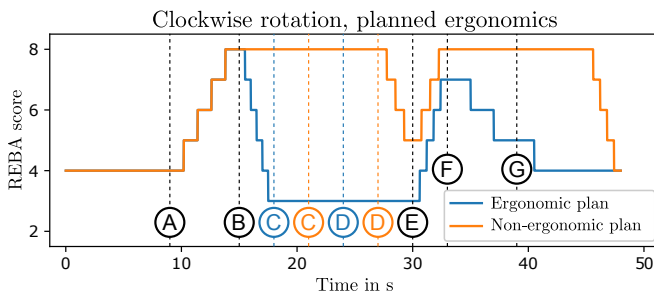 Clockwise rotation, planned ergonomics
REBA score
8
6
4
2
A
B
C
C
D
D
E
F
G
Ergonomic plan
Non-ergonomic plan
0
10
20
30
40
50
Time in s